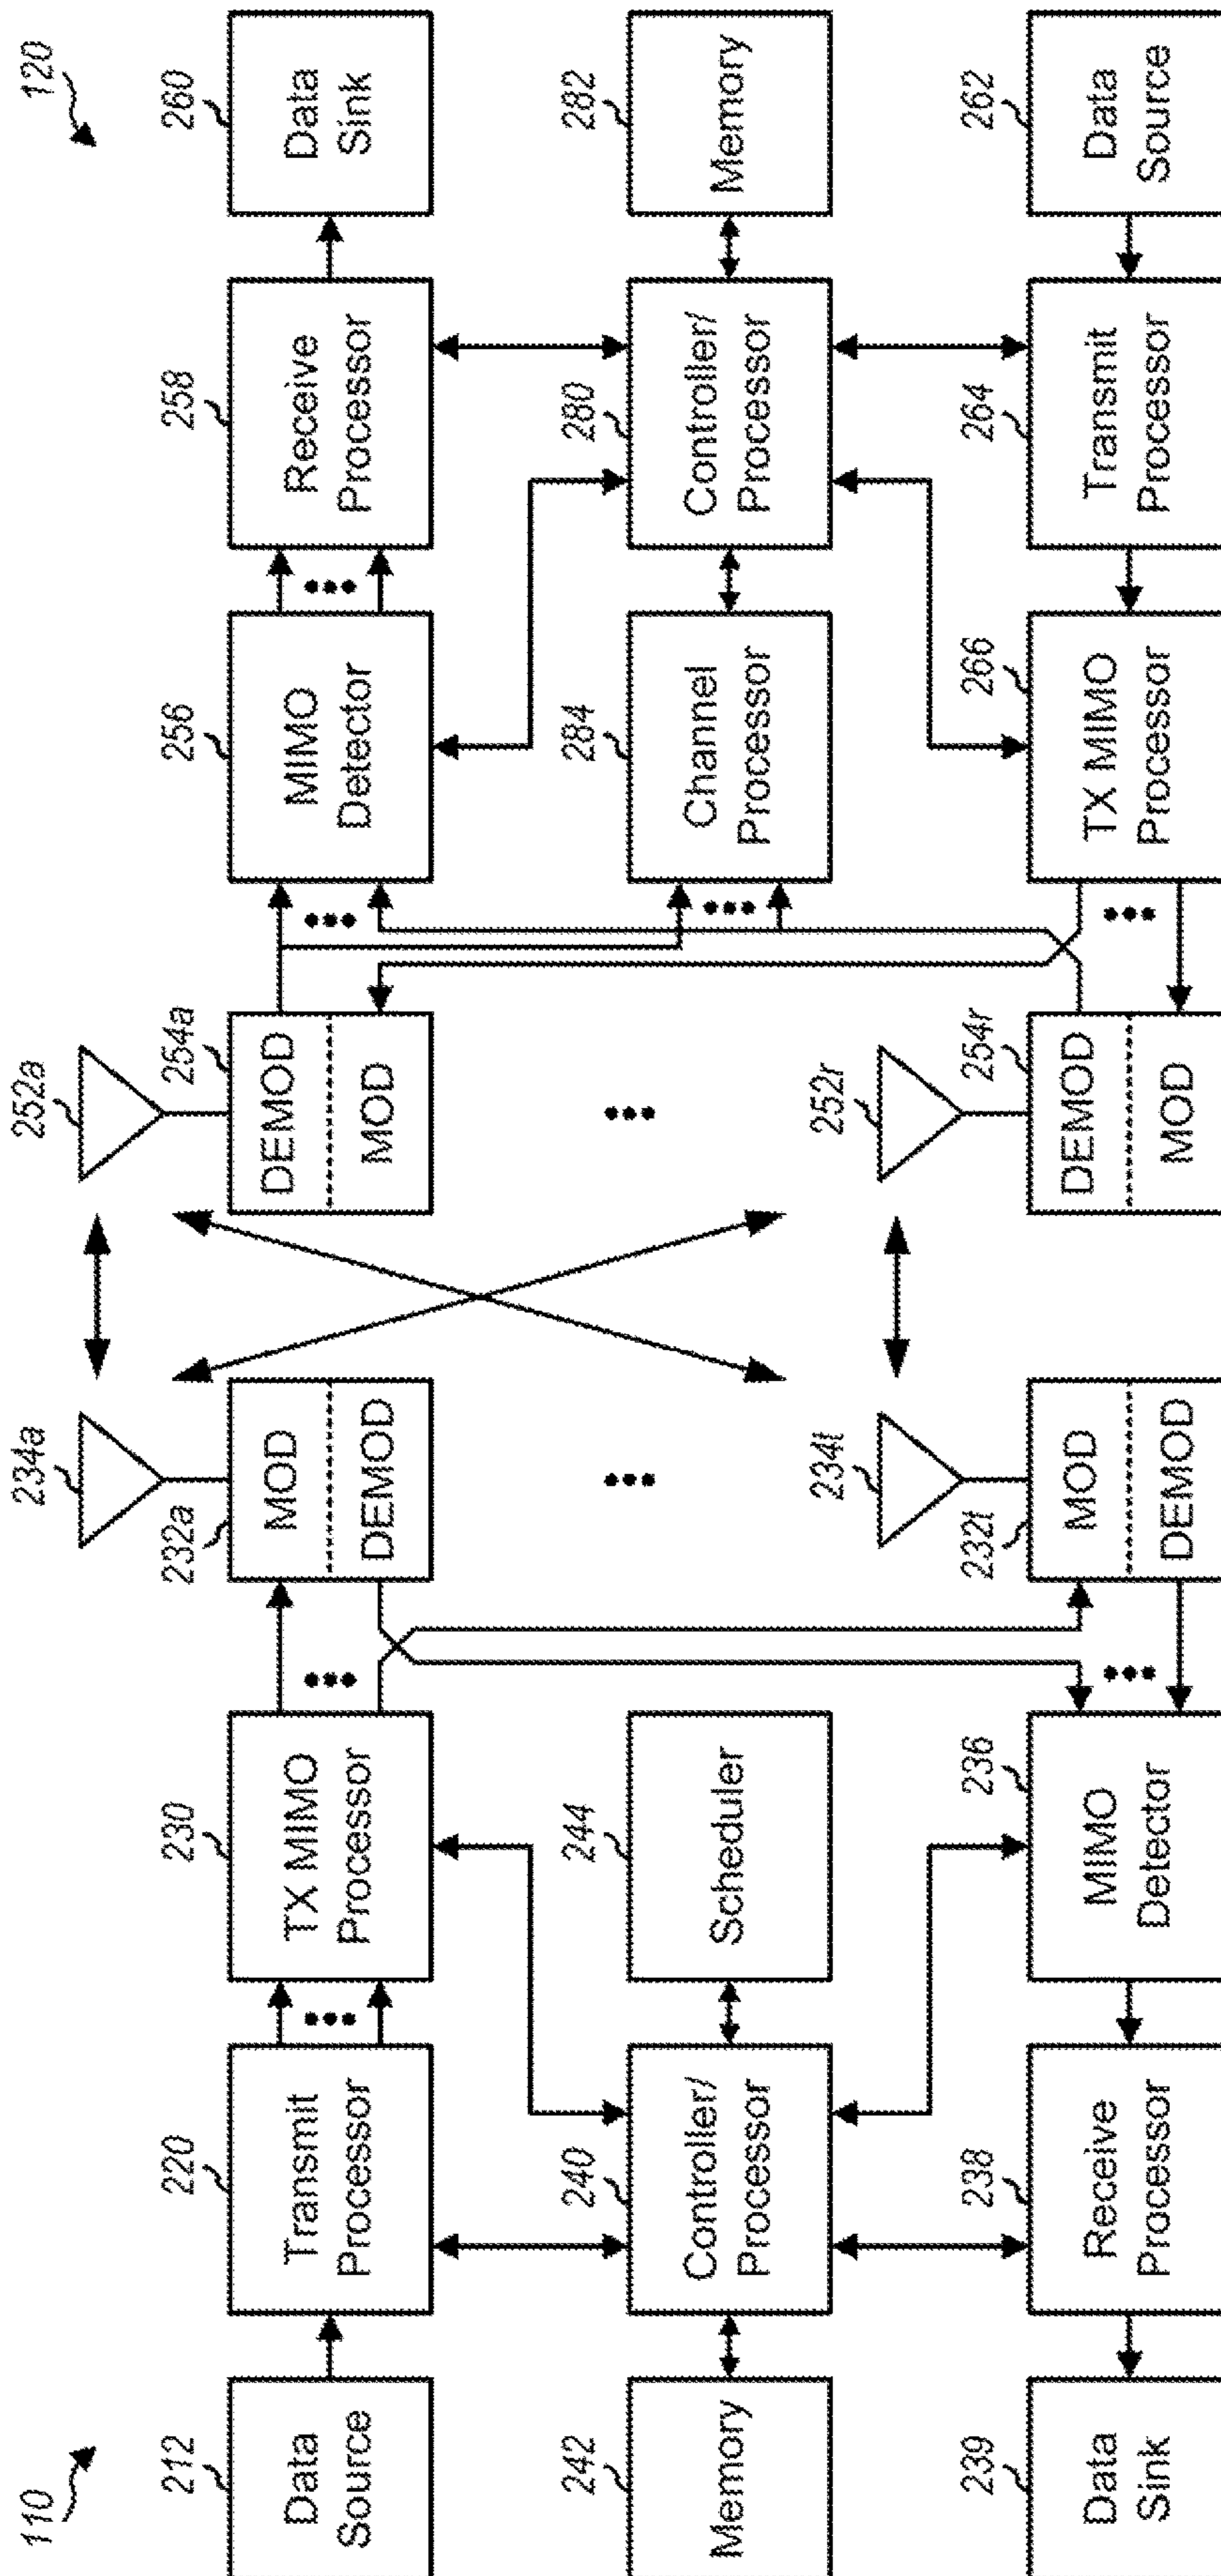 110
120
212
Data
Source
220
Transmit
Processor
230
TX MIMO
Processor
234a
232a
MOD
DEMOD
252a
254a
DEMOD
MOD
256
MIMO
Detector
258
Receive
Processor
260
Data
Sink
242
Memory
240
Controller/
Processor
244
Scheduler
284
Channel
Processor
280
Controller/
Processor
282
Memory
239
Data
Sink
238
Receive
Processor
236
MIMO
Detector
234t
232t
MOD
DEMOD
252r
254r
DEMOD
MOD
266
TX MIMO
Processor
264
Transmit
Processor
262
Data
Source